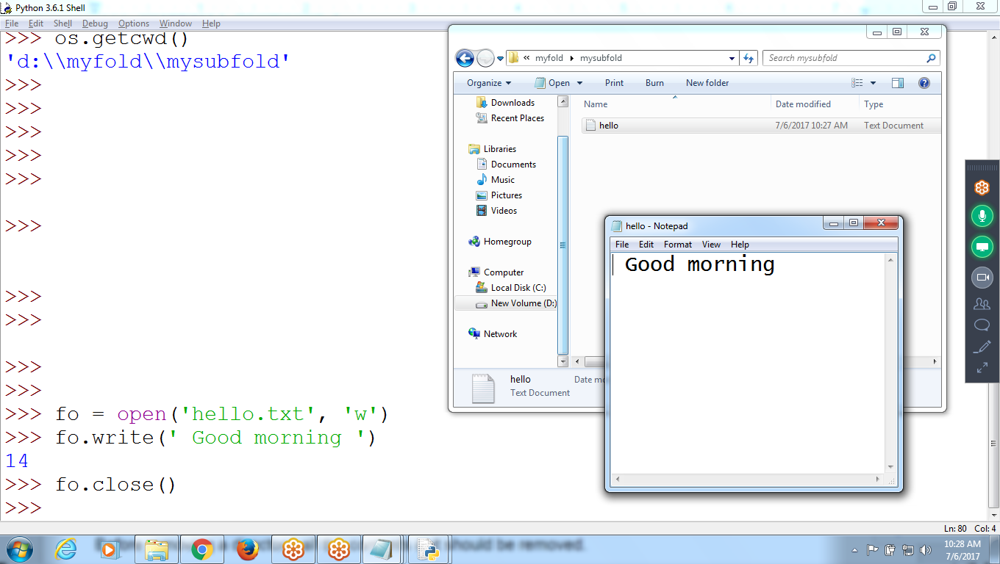 Python 3.6.1 Shell
File Edit Shell Debug Options Window Help
>>> os.getcwd()
'd:\\myfold\\mysubfold'
>>>
>>>
>>>
>>>
>>>
>>>
>>>
>>>
>>>
>>>
>>> fo = open('hello.txt', 'w')
>>> fo.write(' Good morning ')
14
>>> fo.close()
>>>
Ln: 80 Col: 4
« myfold mysubfold
Search mysubfold
Organize Open Print Burn New folder
Downloads
Recent Places
Libraries
Documents
Music
Pictures
Videos
Homegroup
Computer
Local Disk (C:)
New Volume (D:)
Network
Name Date modified Type
hello 7/6/2017 10:27 AM Text Document
hello Date
Text Document
hello - Notepad
File Edit Format View Help
Good morning
should be removed.
10:28 AM
7/6/2017